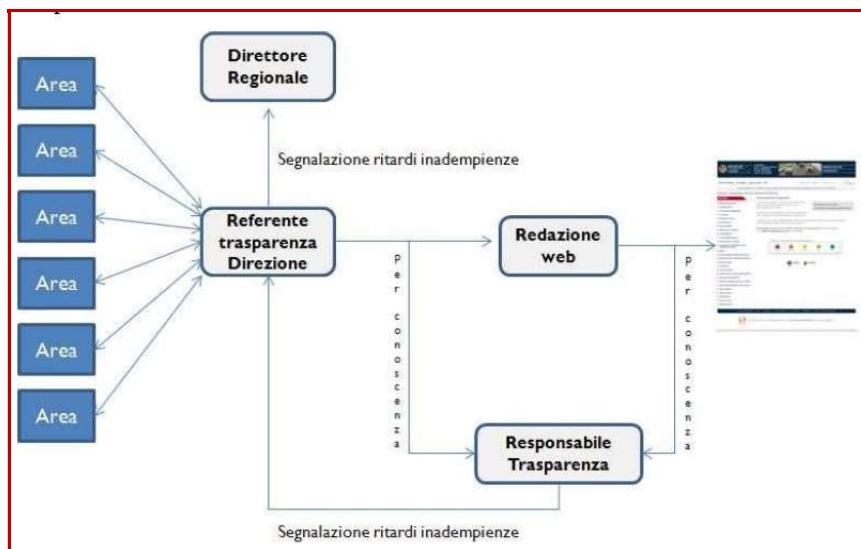 Direttore
Regionale
Area
Area
Area
Area
Area
Area
Segnalazione ritardi inadempienze
Referente
trasparenza
Direzione
Redazione
web
Per conoscenza
Per conoscenza
Responsabile
Trasparenza
Segnalazione ritardi inadempienze